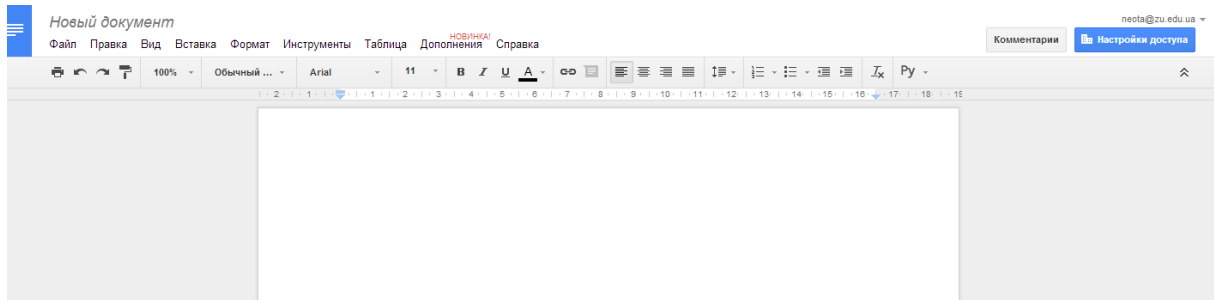 Новый документ
neota@zu.edu.ua
НОВИНКА!
Файл Правка Вид Вставка Формат Инструменты Таблица Дополнения Справка
Комментарии Настройки доступа
100% Обычный ... Arial 11 B I U A Tx Ру
2 1 1 2 3 4 5 6 7 8 9 10 11 12 13 14 15 16 17 18 19